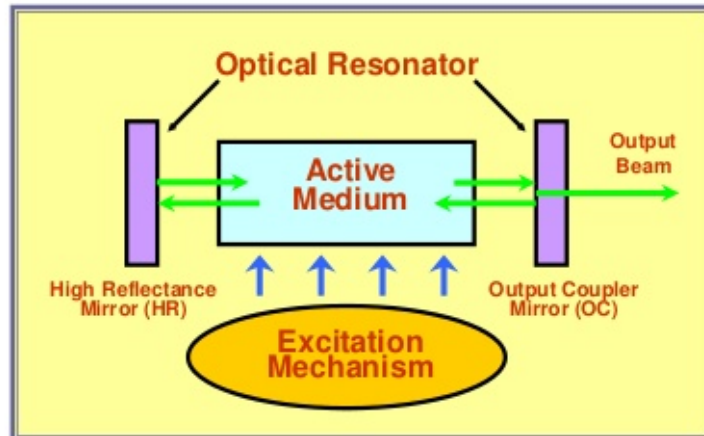 Optical Resonator
Output
Beam
Active
Medium
High Reflectance
Mirror (HR)
Output Coupler
Mirror (OC)
Excitation
Mechanism